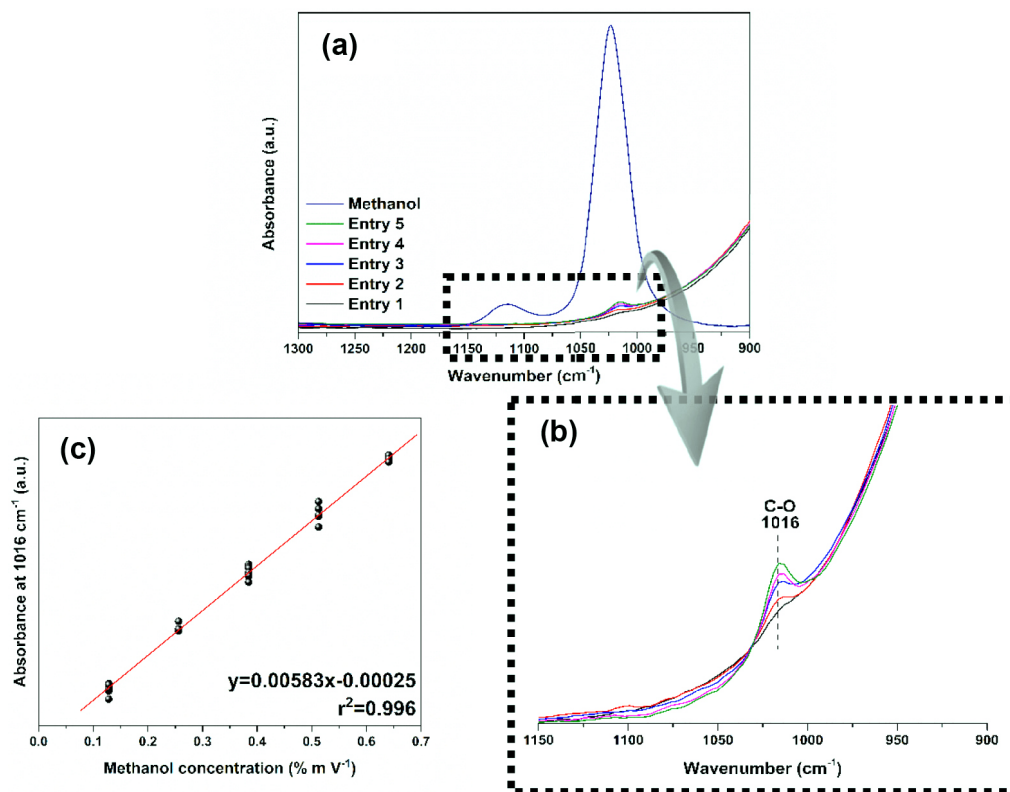 (a)
Absorbance (a.u.)
Methanol
Entry 5
Entry 4
Entry 3
Entry 2
Entry 1
1300 1250 1200 1150 1100 1050 1000 950 900
Wavenumber (cm⁻¹)
(c)
Absorbance at 1016 cm⁻¹ (a.u.)
y=0.00583x-0.00025
r²=0.996
0.0 0.1 0.2 0.3 0.4 0.5 0.6 0.7
Methanol concentration (% m V⁻¹)
(b)
C-O
1016
1150 1100 1050 1000 950 900
Wavenumber (cm⁻¹)